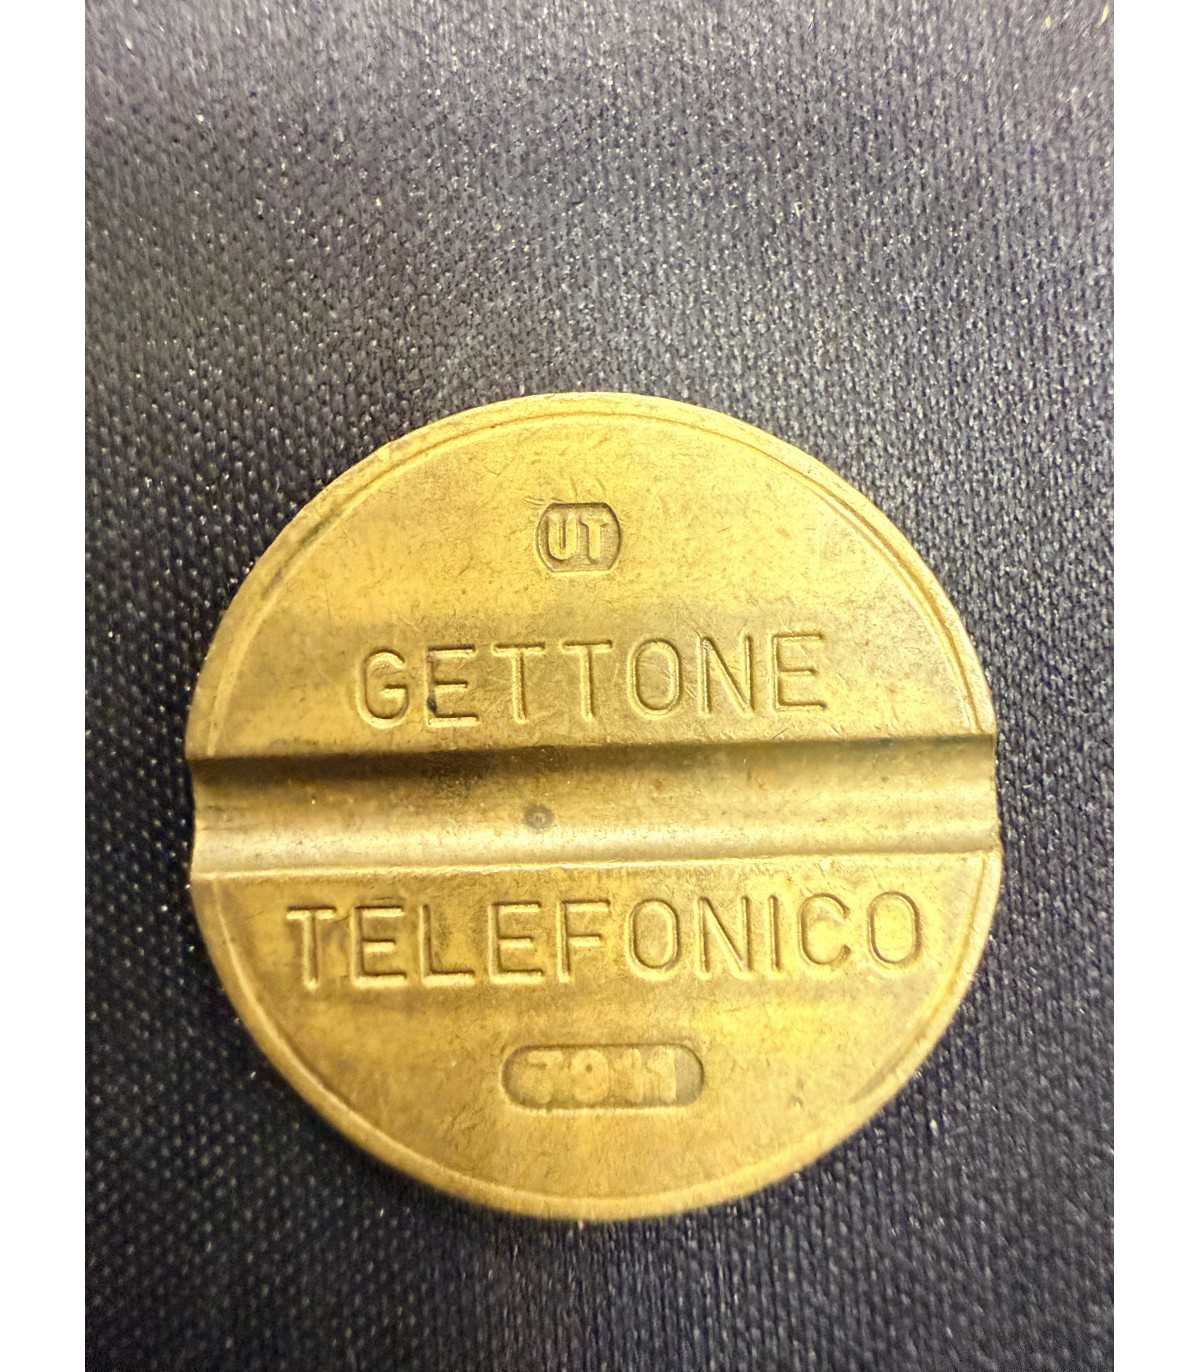 UT
GETTONE
TELEFONICO
7911